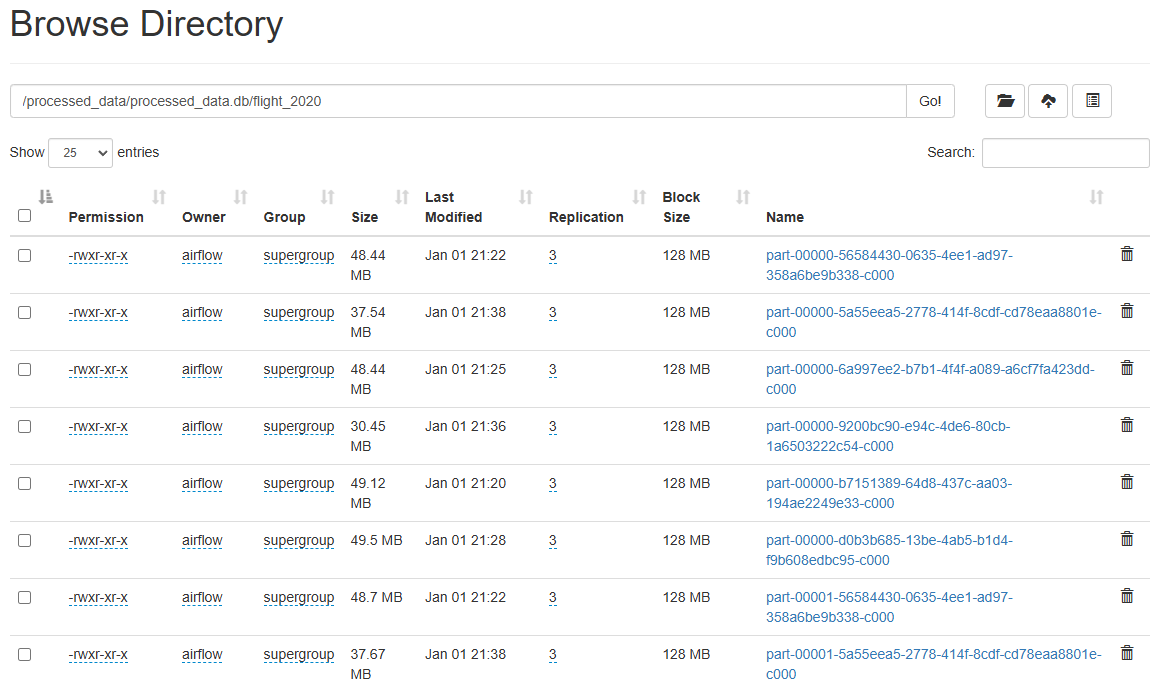 Browse Directory
/processed_data/processed_data.db/flight_2020 Go!
Show 25 entries Search:
Permission Owner Group Size Last Modified Replication Block Size Name
-rwxr-xr-x airflow supergroup 48.44 MB Jan 01 21:22 3 128 MB part-00000-56584430-0635-4ee1-ad97-358a6be9b338-c000
-rwxr-xr-x airflow supergroup 37.54 MB Jan 01 21:38 3 128 MB part-00000-5a55eea5-2778-414f-8cdf-cd78eaa8801e-c000
-rwxr-xr-x airflow supergroup 48.44 MB Jan 01 21:25 3 128 MB part-00000-6a997ee2-b7b1-4f4f-a089-a6cf7fa423dd-c000
-rwxr-xr-x airflow supergroup 30.45 MB Jan 01 21:36 3 128 MB part-00000-9200bc90-e94c-4de6-80cb-1a6503222c54-c000
-rwxr-xr-x airflow supergroup 49.12 MB Jan 01 21:20 3 128 MB part-00000-b7151389-64d8-437c-aa03-194ae2249e33-c000
-rwxr-xr-x airflow supergroup 49.5 MB Jan 01 21:28 3 128 MB part-00000-d0b3b685-13be-4ab5-b1d4-f9b608edbc95-c000
-rwxr-xr-x airflow supergroup 48.7 MB Jan 01 21:22 3 128 MB part-00001-56584430-0635-4ee1-ad97-358a6be9b338-c000
-rwxr-xr-x airflow supergroup 37.67 MB Jan 01 21:38 3 128 MB part-00001-5a55eea5-2778-414f-8cdf-cd78eaa8801e-c000